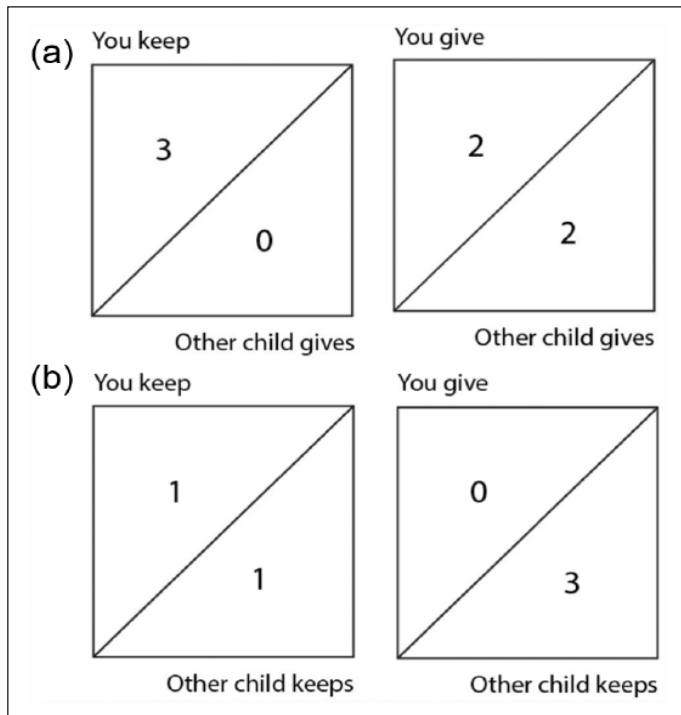 (a)
You keep
You give
3
0
2
2
Other child gives
Other child gives
(b)
You keep
You give
1
1
0
3
Other child keeps
Other child keeps